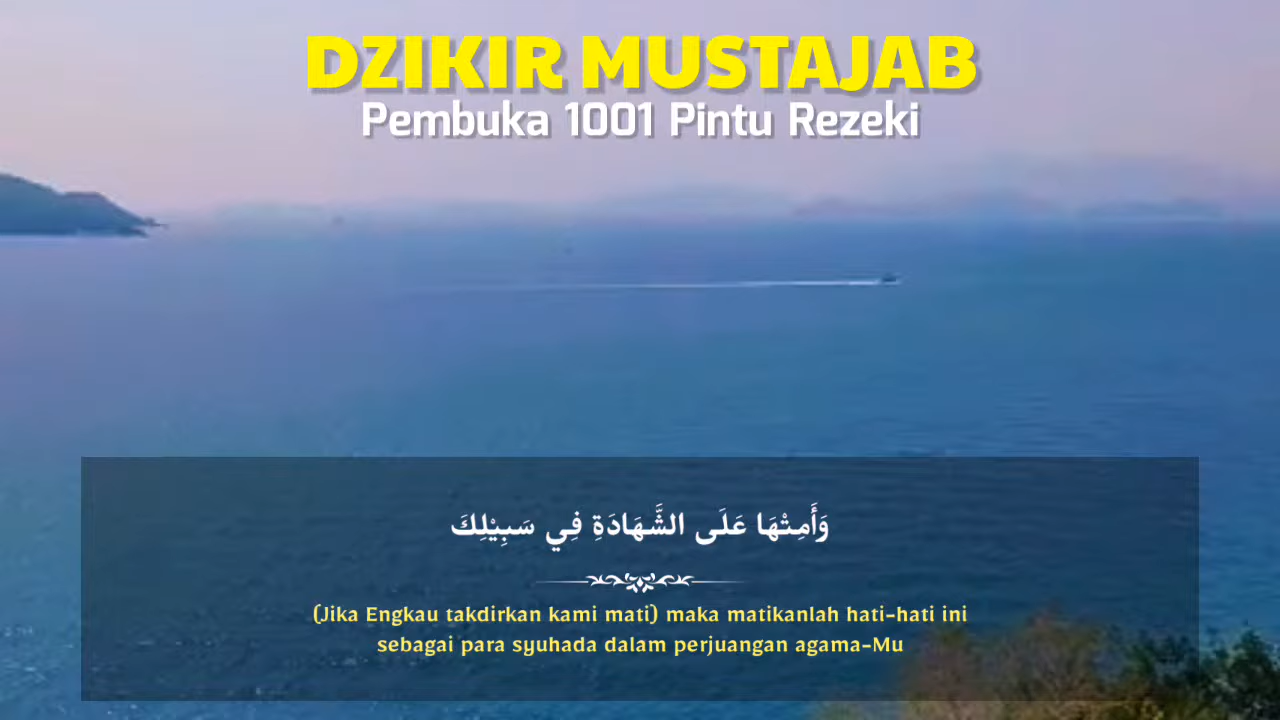 DZIKIR MUSTAJAB
Pembuka 1001 Pintu Rezeki
وَأَمِتْهَا عَلَى الشَّهَادَةِ فِي سَبِيْلِكَ
(Jika Engkau takdirkan kami mati) maka matikanlah hati-hati ini
sebagai para syuhada dalam perjuangan agama-Mu